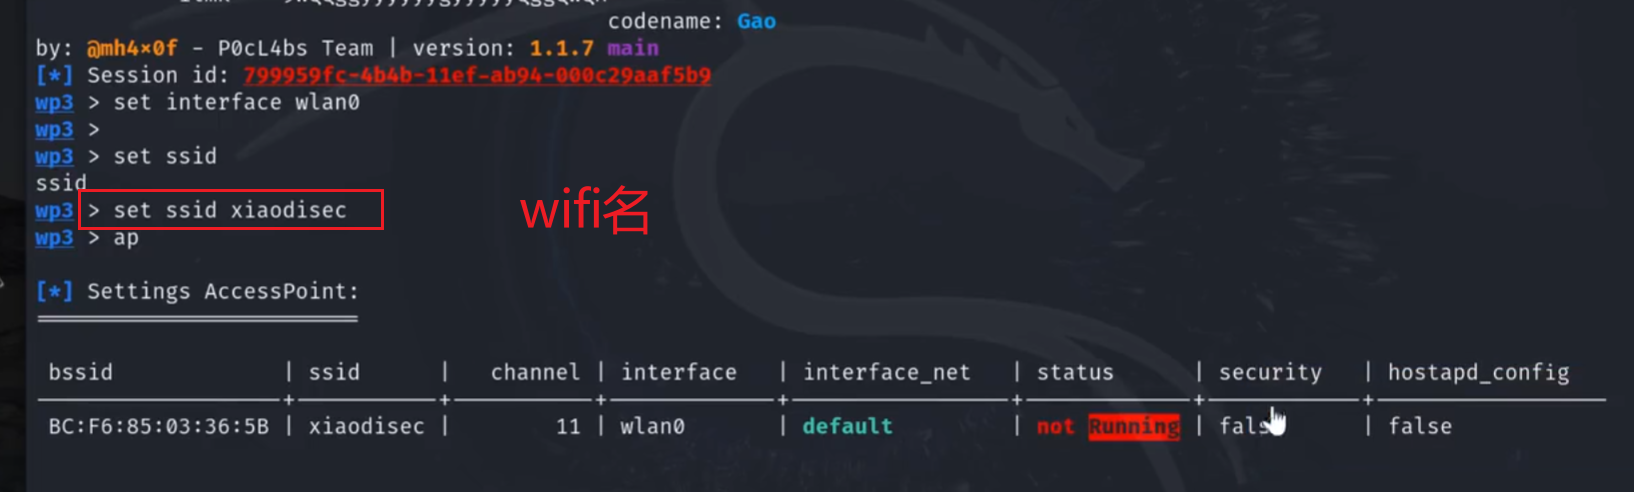 codename: Gao
by: @mh4×0f - P0cL4bs Team | version: 1.1.7 main
[*] Session id: 799959fc-4b4b-11ef-ab94-000c29aaf5b9
wp3 > set interface wlan0
wp3 >
wp3 > set ssid
ssid
wp3 > set ssid xiaodisec
wifi名
wp3 > ap
[*] Settings AccessPoint:
bssid | ssid | channel | interface | interface_net | status | security | hostapd_config
BC:F6:85:03:36:5B | xiaodisec | 11 | wlan0 | default | not Running | false | false